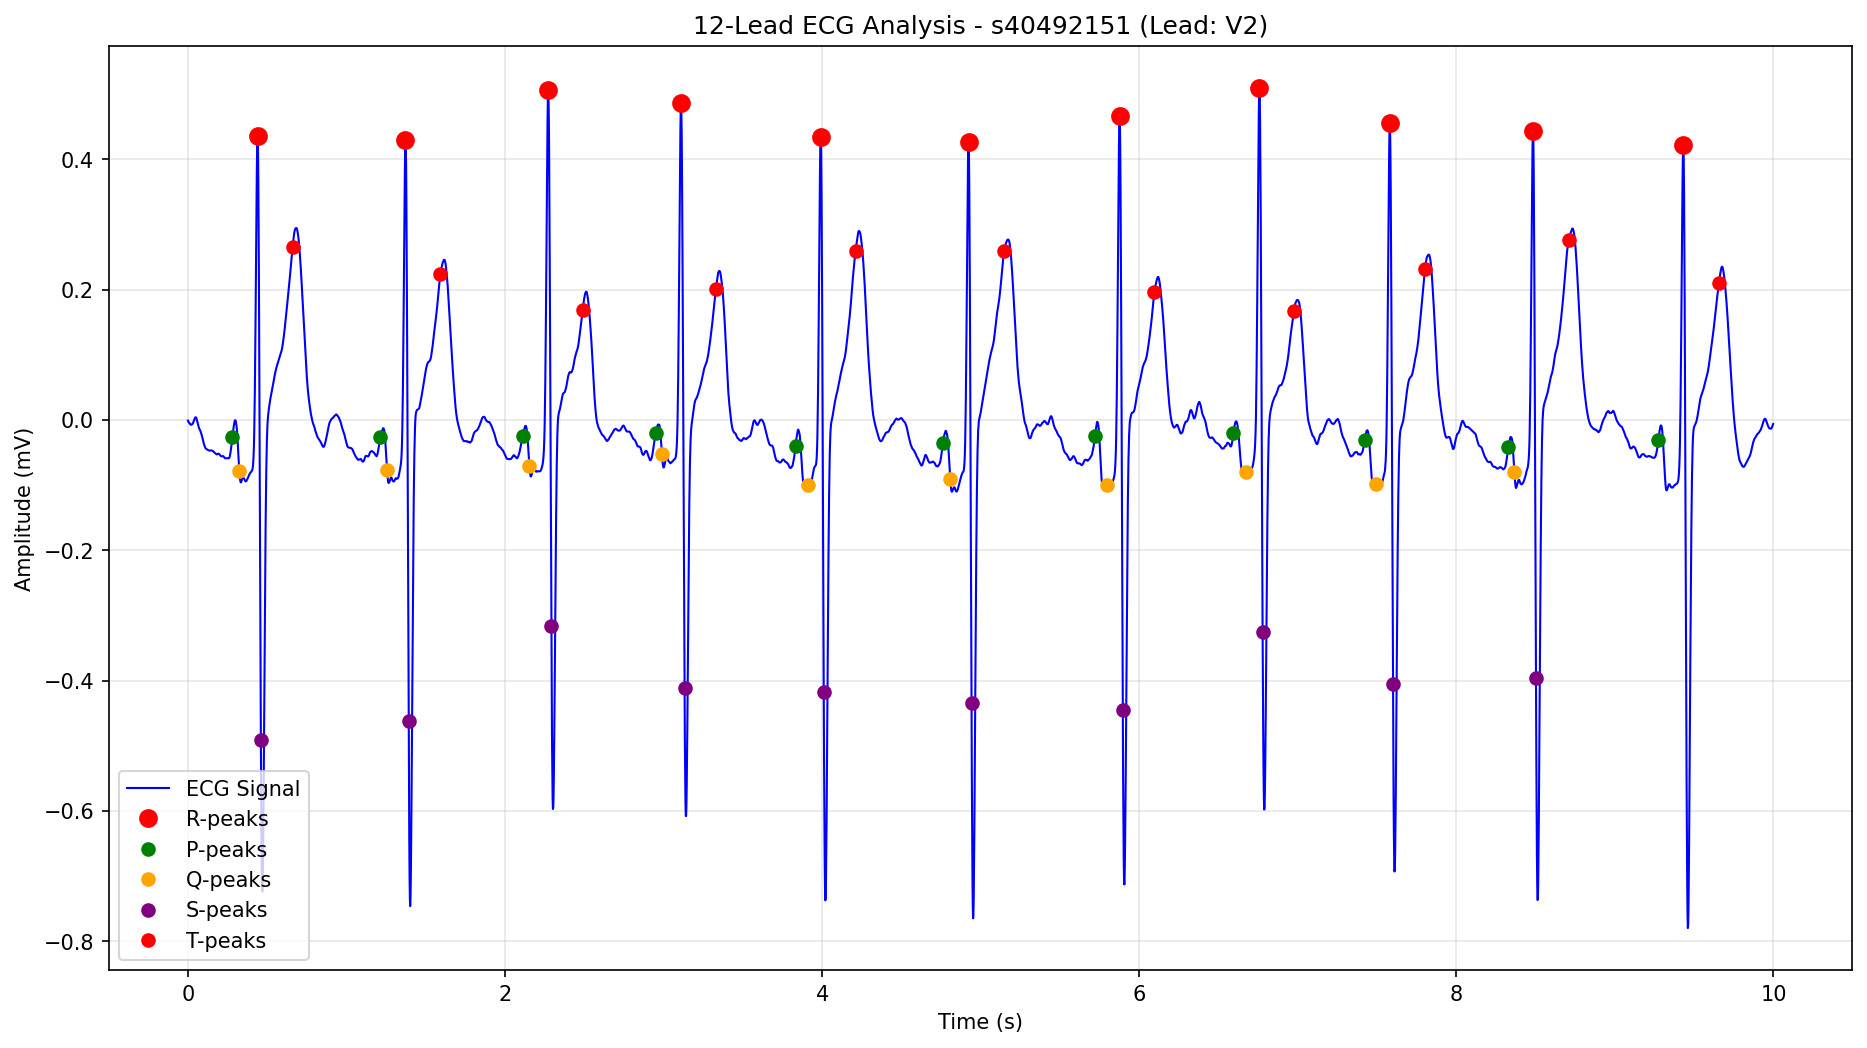 12-Lead ECG Analysis - s40492151 (Lead: V2)
Amplitude (mV)
0.4
0.2
0.0
−0.2
−0.4
−0.6
−0.8
ECG Signal
R-peaks
P-peaks
Q-peaks
S-peaks
T-peaks
0 2 4 6 8 10
Time (s)